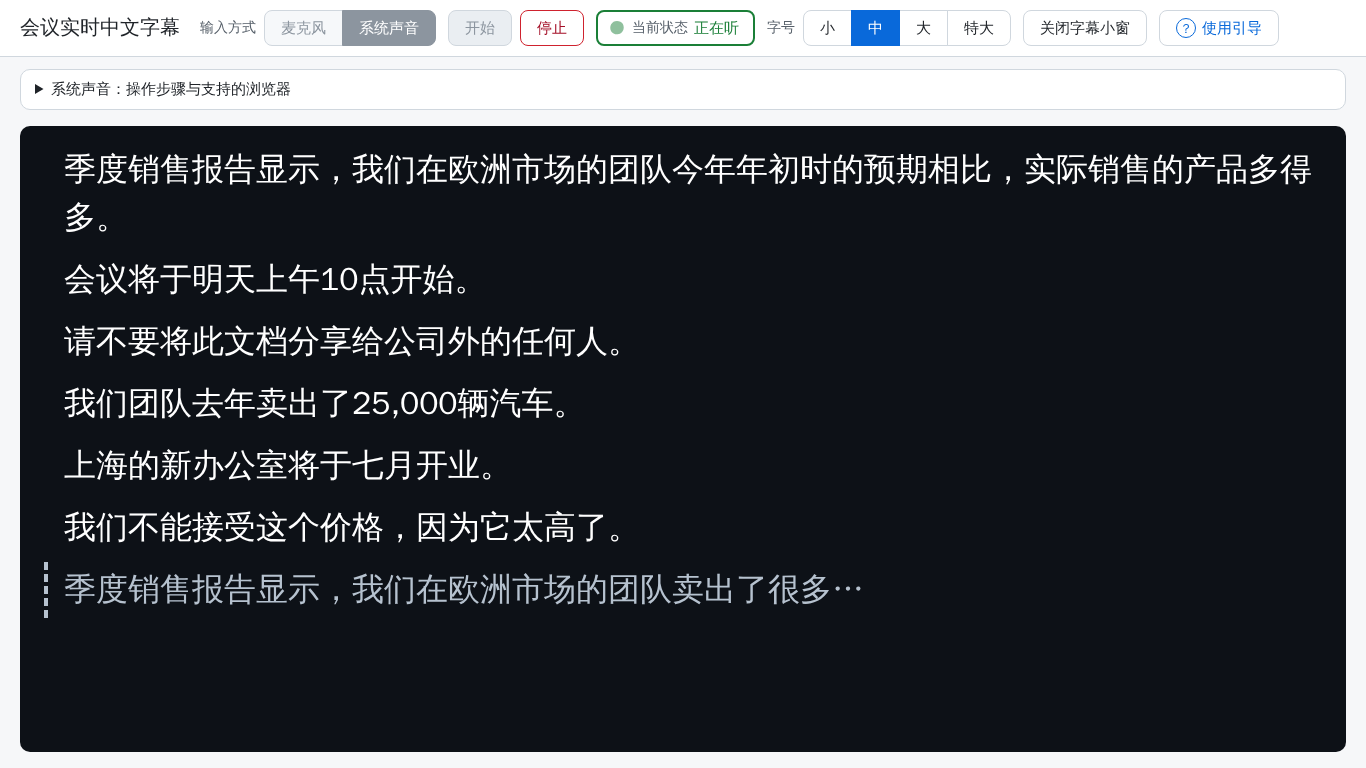 会议实时中文字幕
输入方式
麦克风
系统声音
开始
停止
当前状态 正在听
字号
小
中
大
特大
关闭字幕小窗
? 使用引导
▶ 系统声音：操作步骤与支持的浏览器
季度销售报告显示，我们在欧洲市场的团队今年年初时的预期相比，实际销售的产品多得
多。
会议将于明天上午10点开始。
请不要将此文档分享给公司外的任何人。
我们团队去年卖出了25,000辆汽车。
上海的新办公室将于七月开业。
我们不能接受这个价格，因为它太高了。
季度销售报告显示，我们在欧洲市场的团队卖出了很多…